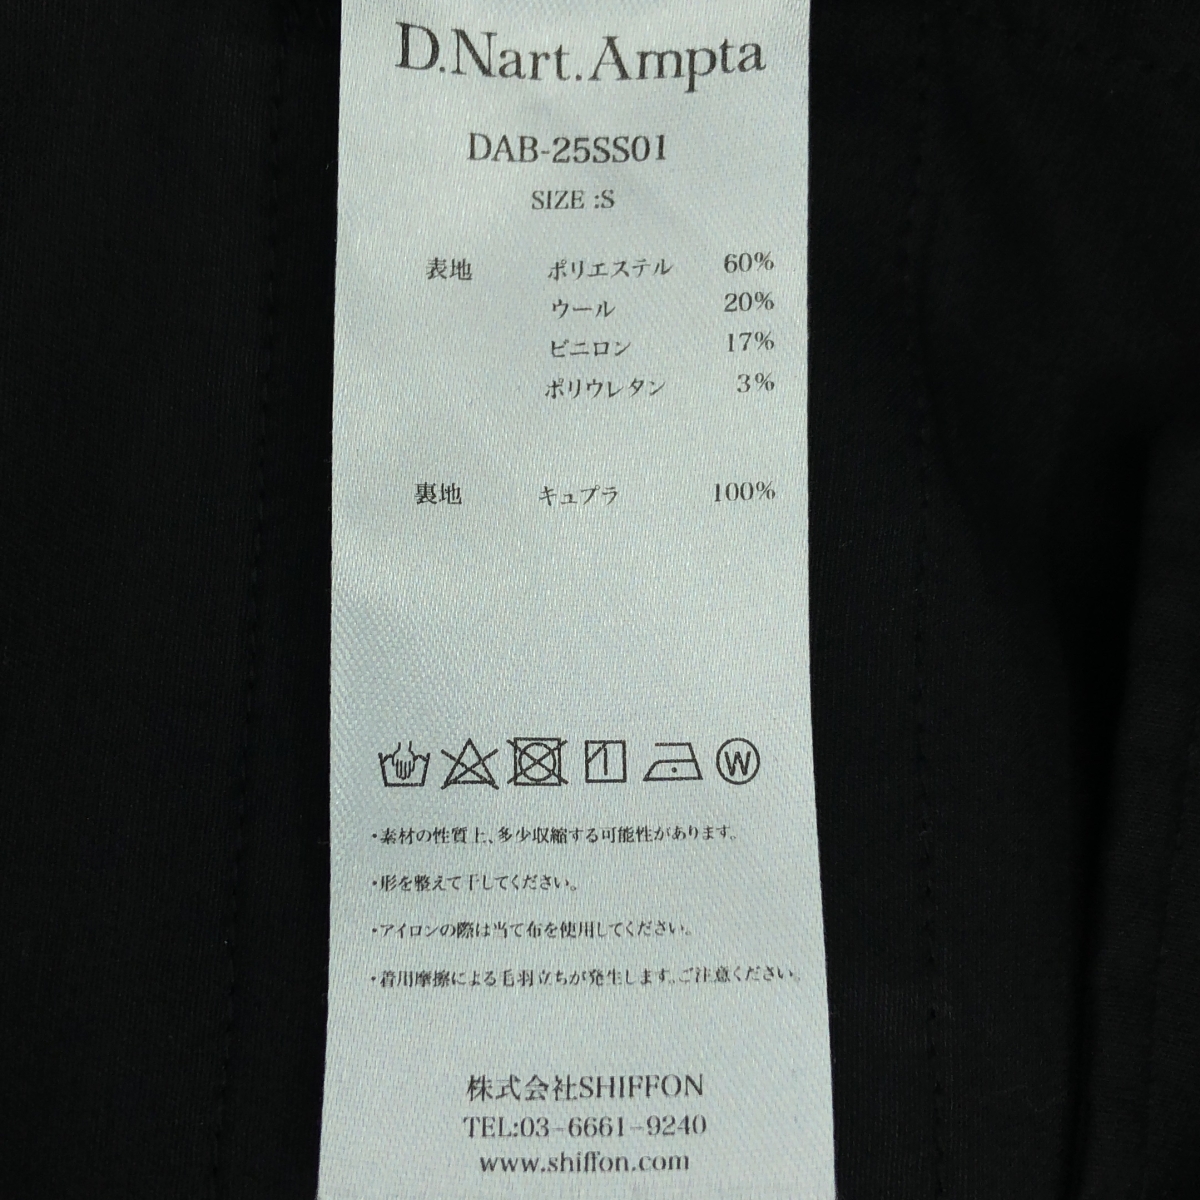 D.Nart.Ampta
DAB-25SS01
SIZE :S
表地 ポリエステル 60%
ウール 20%
ビニロン 17%
ポリウレタン 3%
裏地 キュプラ 100%
W
・素材の性質上、多少収縮する可能性があります。
・形を整えて干してください。
・アイロンの際は当て布を使用してください。
・着用摩擦による毛羽立ちが発生します。ご注意ください。
株式会社SHIFFON
TEL:03-6661-9240
www.shiffon.com